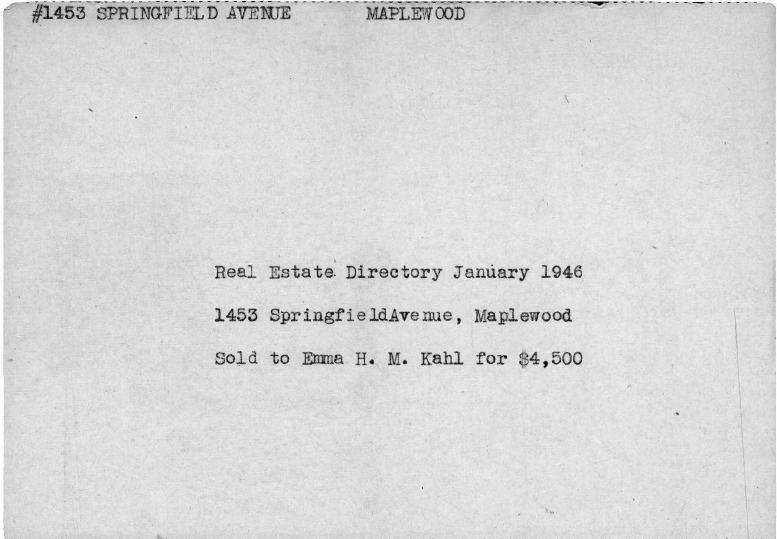 #1453 SPRINGFIELD AVENUE MAPLEWOOD
Real Estate Directory January 1946
1453 SpringfieldAvenue, Maplewood
Sold to Emma H. M. Kahl for $4,500